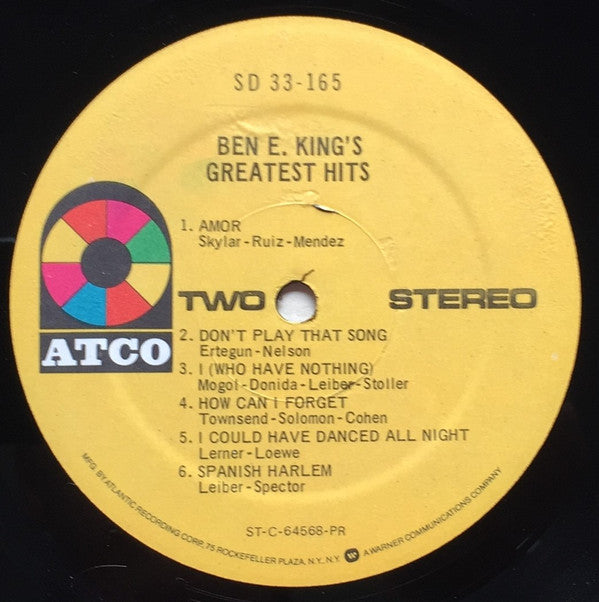 SD 33-165
BEN E. KING'S
GREATEST HITS
1. AMOR
Skylar-Ruiz-Mendez
TWO STEREO
ATCO
2. DON'T PLAY THAT SONG
Ertegun-Nelson
3. I (WHO HAVE NOTHING)
Mogol-Donida-Leiber-Stoller
4. HOW CAN I FORGET
Townsend-Solomon-Cohen
5. I COULD HAVE DANCED ALL NIGHT
Lerner-Loewe
6. SPANISH HARLEM
Leiber-Spector
ST-C-64568-PR
MFG. BY ATLANTIC RECORDING CORP., 75 ROCKEFELLER PLAZA, N.Y., N.Y. W A WARNER COMMUNICATIONS COMPANY